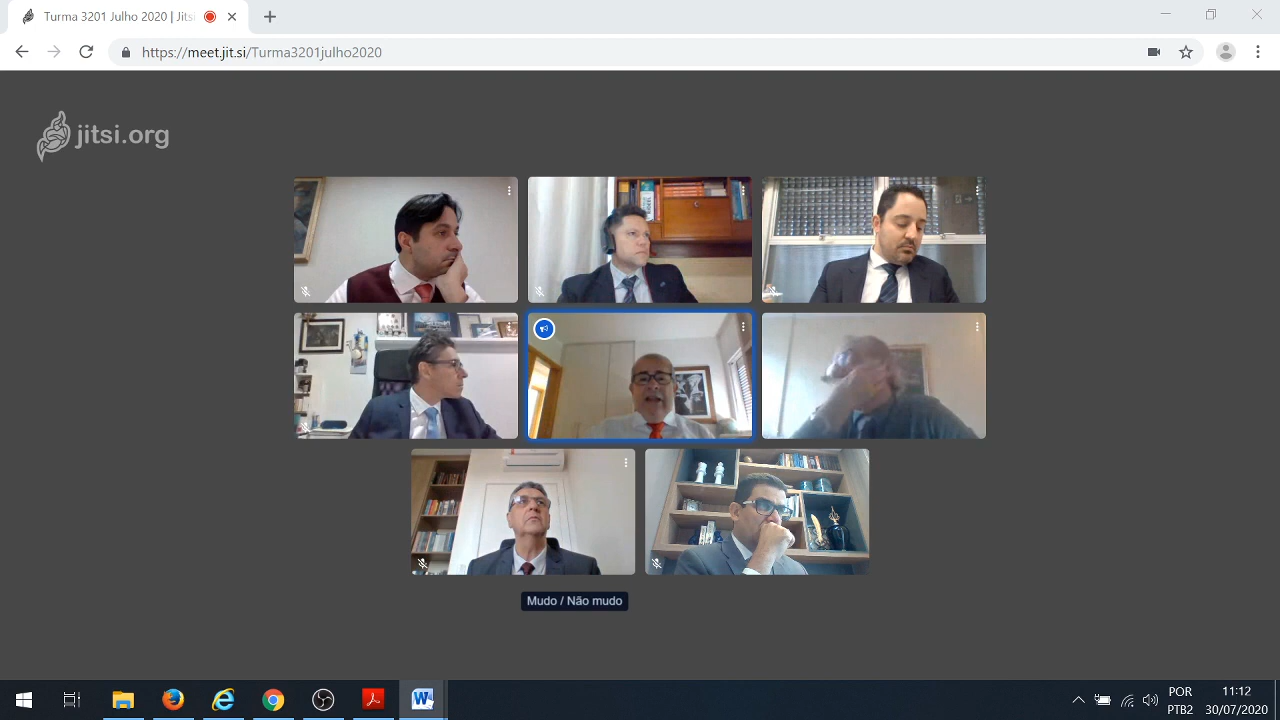 Turma 3201 Julho 2020 | Jits
https://meet.jit.si/Turma3201julho2020
jitsi.org
Mudo / Não mudo
POR
11:12
PTB2
30/07/2020